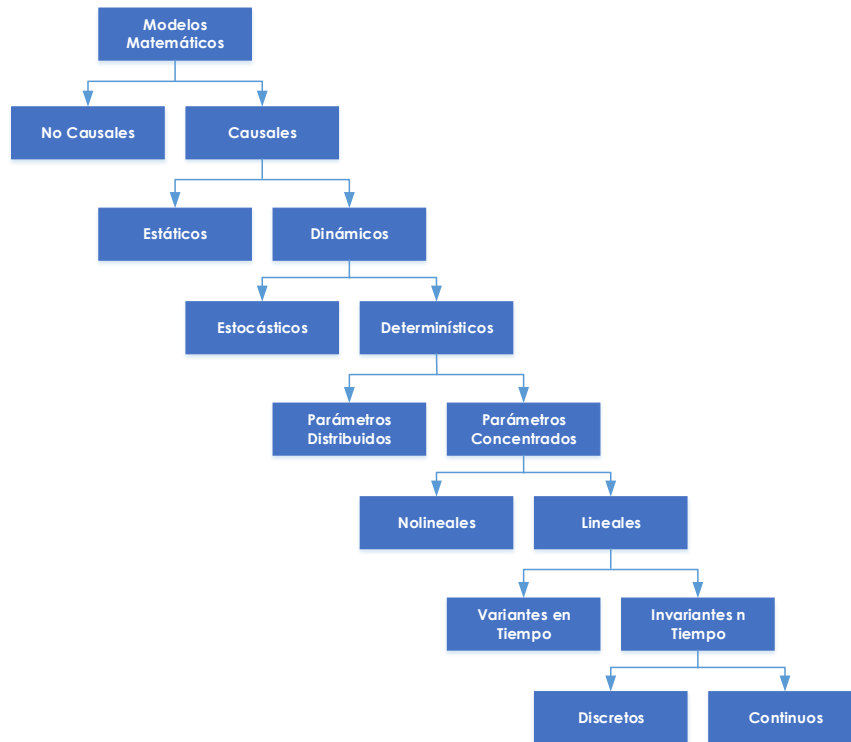 Modelos
Matemáticos
No Causales
Causales
Estáticos
Dinámicos
Estocásticos
Determinísticos
Parámetros
Distribuidos
Parámetros
Concentrados
Nolineales
Lineales
Variantes en
Tiempo
Invariantes n
Tiempo
Discretos
Continuos